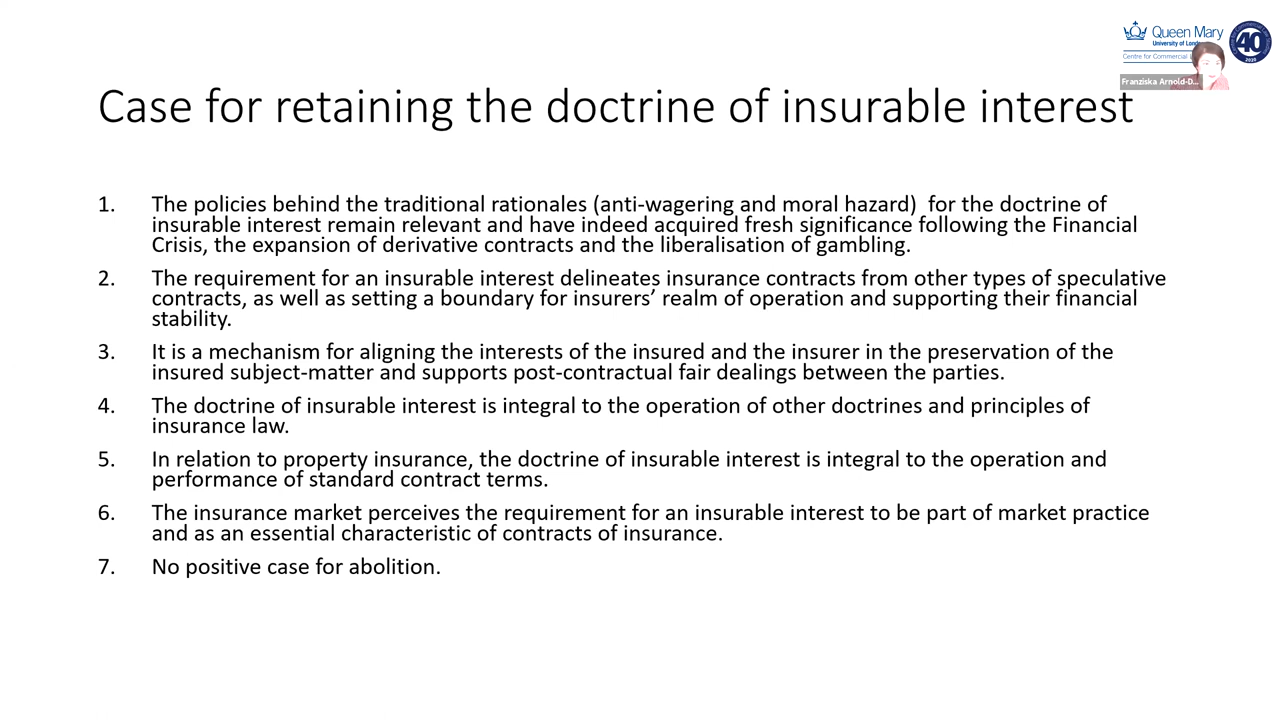 Queen Mary
University of Lond
Centre for Commercial L
40
2020
Franziska Arnold-D...
Case for retaining the doctrine of insurable interest
1. The policies behind the traditional rationales (anti-wagering and moral hazard)  for the doctrine of
insurable interest remain relevant and have indeed acquired fresh significance following the Financial
Crisis, the expansion of derivative contracts and the liberalisation of gambling.
2. The requirement for an insurable interest delineates insurance contracts from other types of speculative
contracts, as well as setting a boundary for insurers’ realm of operation and supporting their financial
stability.
3. It is a mechanism for aligning the interests of the insured and the insurer in the preservation of the
insured subject-matter and supports post-contractual fair dealings between the parties.
4. The doctrine of insurable interest is integral to the operation of other doctrines and principles of
insurance law.
5. In relation to property insurance, the doctrine of insurable interest is integral to the operation and
performance of standard contract terms.
6. The insurance market perceives the requirement for an insurable interest to be part of market practice
and as an essential characteristic of contracts of insurance.
7. No positive case for abolition.